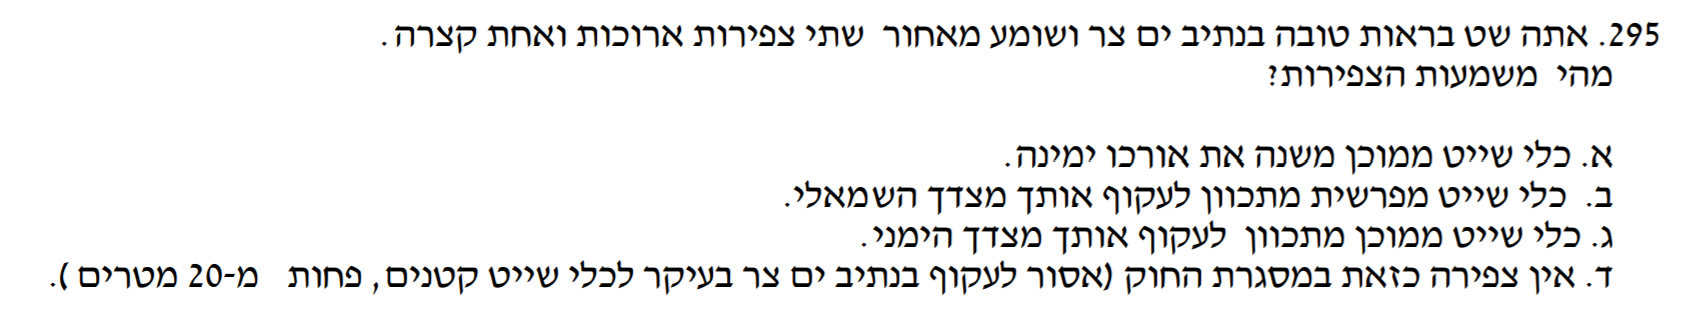 295. אתה שט בראות טובה בנתיב ים צר ושומע מאחור שתי צפירות ארוכות ואחת קצרה.
מהי משמעות הצפירות?
א. כלי שייט ממוכן משנה את אורכו ימינה.
ב. כלי שייט מפרשית מתכוון לעקוף אותך מצדך השמאלי.
ג. כלי שייט ממוכן מתכוון לעקוף אותך מצדך הימני.
ד. אין צפירה כזאת במסגרת החוק (אסור לעקוף בנתיב ים צר בעיקר לכלי שייט קטנים, פחות מ-20 מטרים ).